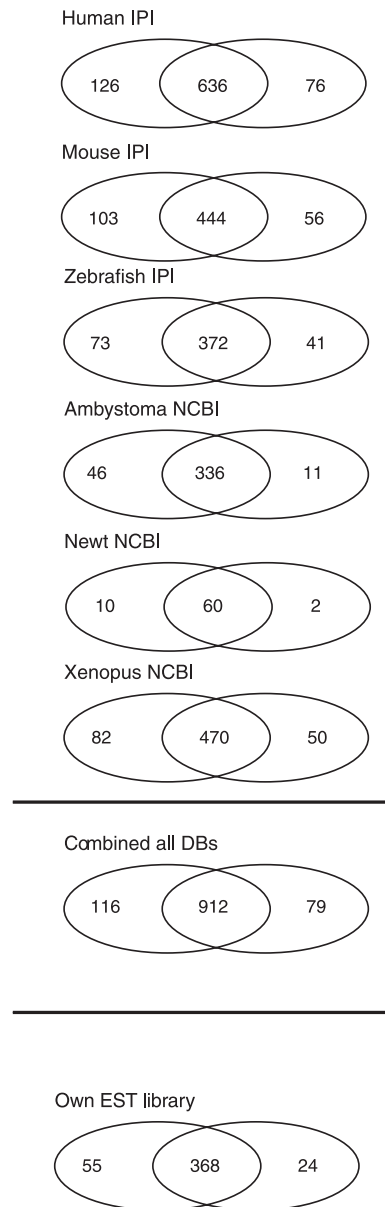 Human IPI
126 636 76
Mouse IPI
103 444 56
Zebrafish IPI
73 372 41
Ambystoma NCBI
46 336 11
Newt NCBI
10 60 2
Xenopus NCBI
82 470 50
Combined all DBs
116 912 79
Own EST library
55 368 24